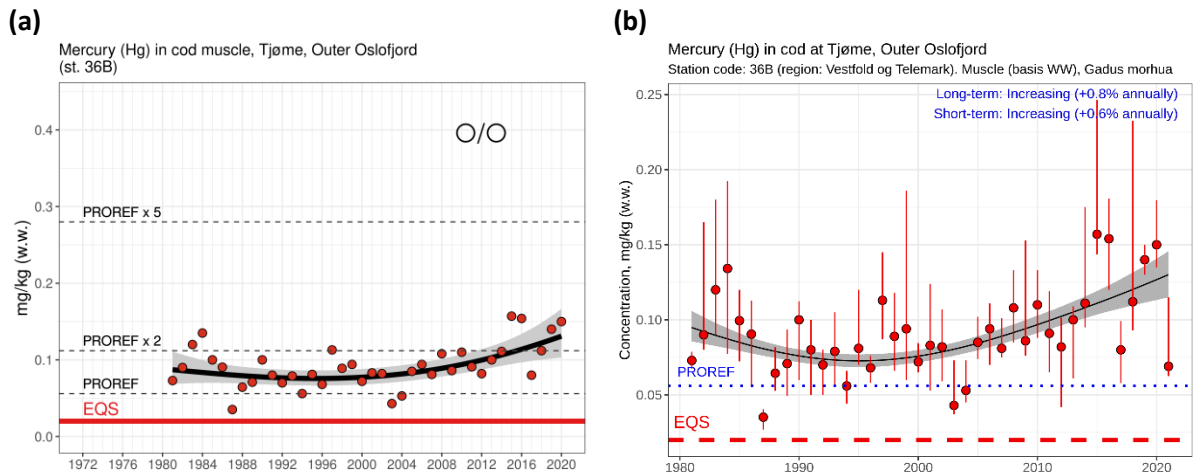 (a)
Mercury (Hg) in cod muscle, Tjøme, Outer Oslofjord
(st. 36B)
mg/kg (w.w.)
0.4
0.3
0.2
0.1
0.0
○/○
PROREF x 5
PROREF x 2
PROREF
EQS
1972 1976 1980 1984 1988 1992 1996 2000 2004 2008 2012 2016 2020
(b)
Mercury (Hg) in cod at Tjøme, Outer Oslofjord
Station code: 36B (region: Vestfold og Telemark). Muscle (basis WW), Gadus morhua
Long-term: Increasing (+0.8% annually)
Short-term: Increasing (+0.6% annually)
Concentration, mg/kg (w.w.)
0.25
0.20
0.15
0.10
0.05
PROREF
EQS
1980 1990 2000 2010 2020